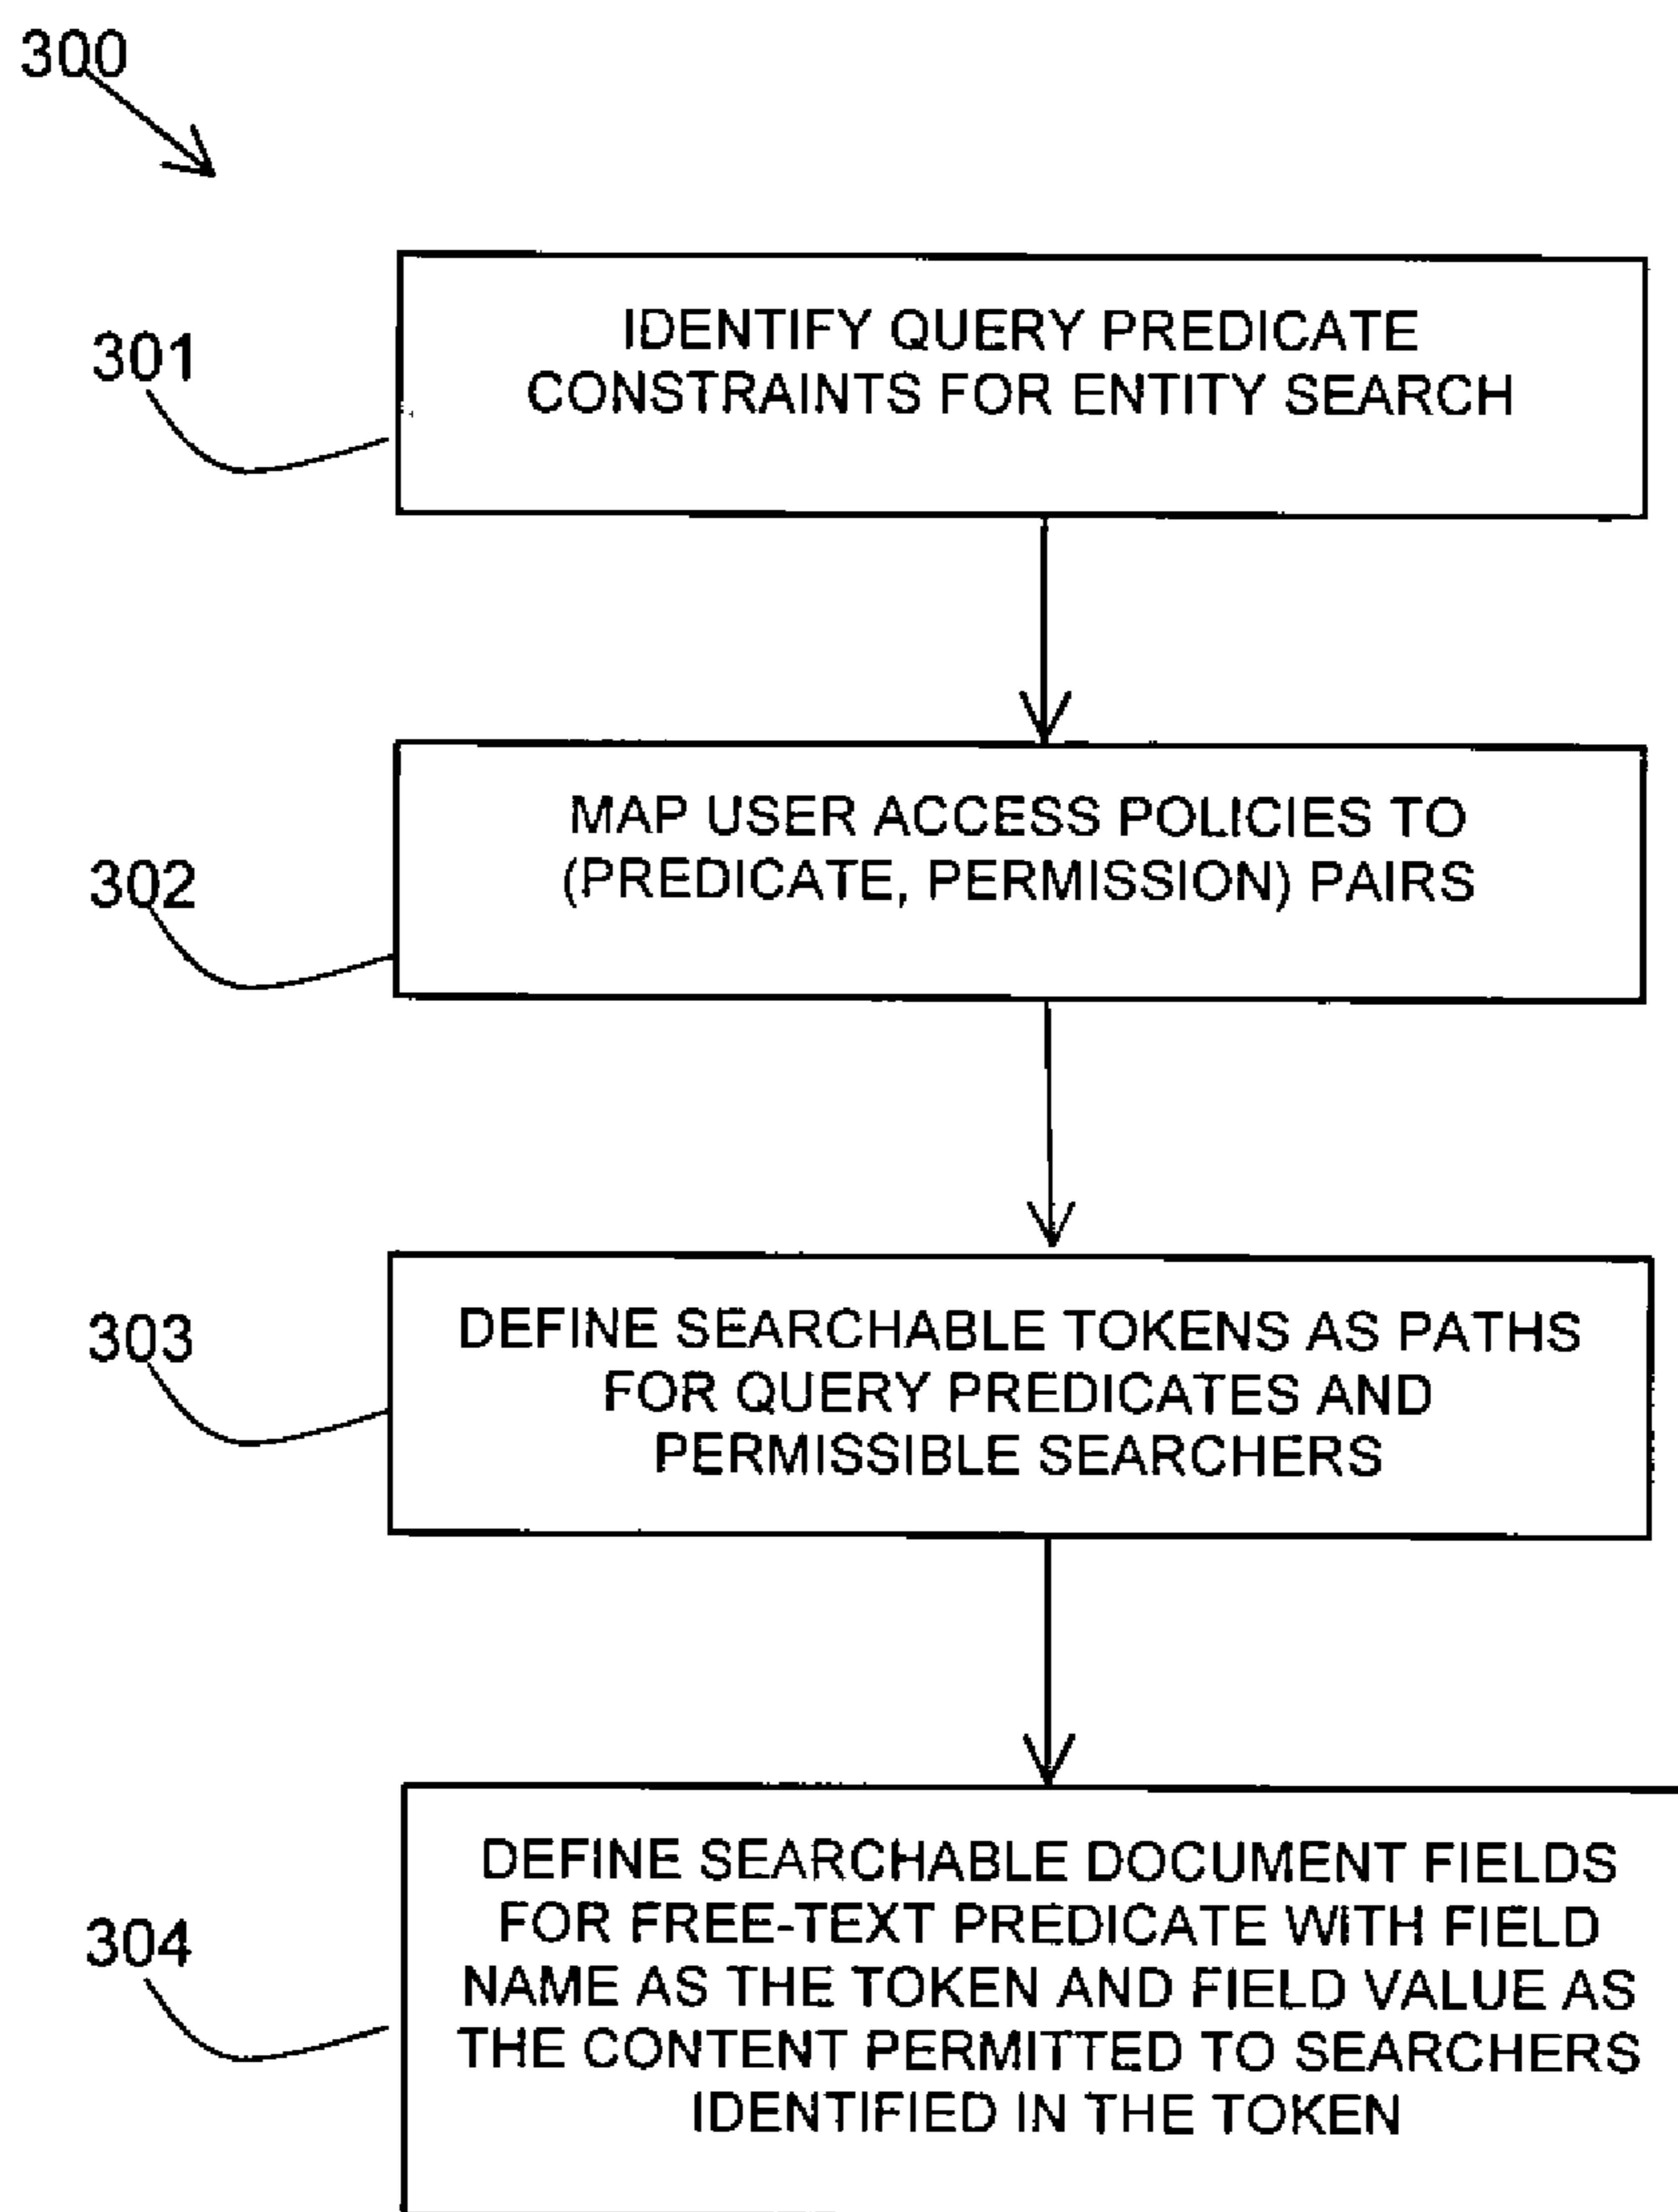 300
301
IDENTIFY QUERY PREDICATE
CONSTRAINTS FOR ENTITY SEARCH
302
MAP USER ACCESS POLICIES TO
(PREDICATE, PERMISSION) PAIRS
303
DEFINE SEARCHABLE TOKENS AS PATHS
FOR QUERY PREDICATES AND
PERMISSIBLE SEARCHERS
304
DEFINE SEARCHABLE DOCUMENT FIELDS
FOR FREE-TEXT PREDICATE WITH FIELD
NAME AS THE TOKEN AND FIELD VALUE AS
THE CONTENT PERMITTED TO SEARCHERS
IDENTIFIED IN THE TOKEN